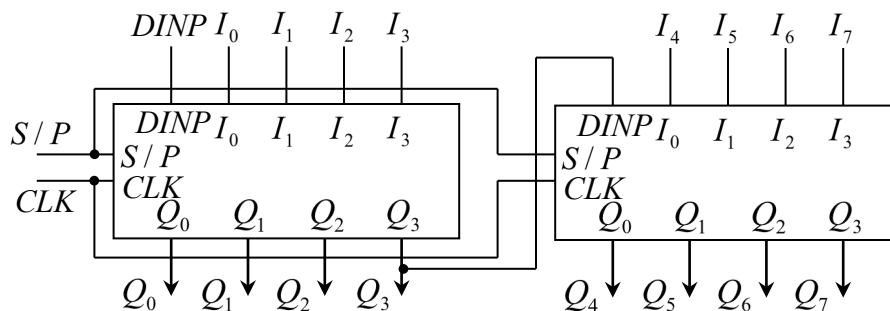 DINP I₀ I₁ I₂ I₃
I₄ I₅ I₆ I₇
DINP I₀ I₁ I₂ I₃
DINP I₀ I₁ I₂ I₃
S / P
S / P
S / P
CLK
CLK
CLK
Q₀ Q₁ Q₂ Q₃
Q₀ Q₁ Q₂ Q₃
Q₀ Q₁ Q₂ Q₃
Q₄ Q₅ Q₆ Q₇